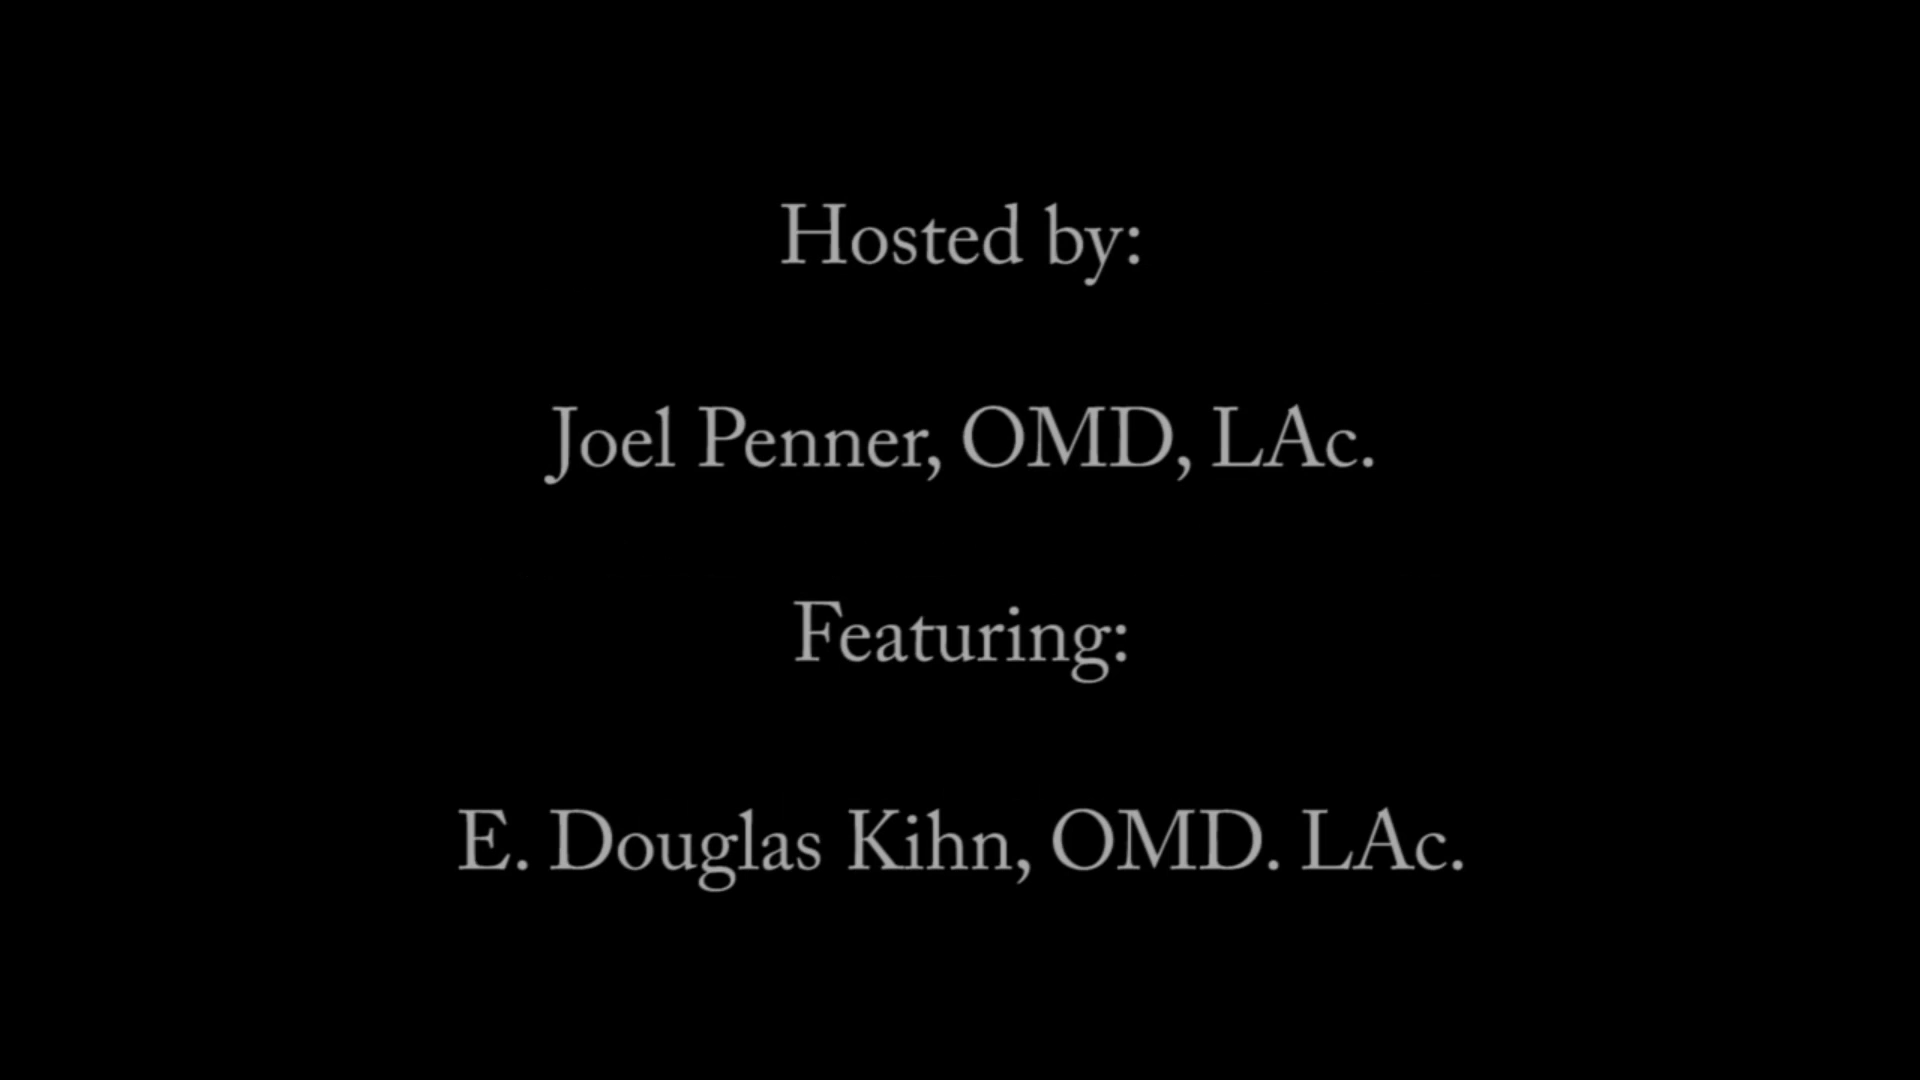 Hosted by:
Joel Penner, OMD, LAc.
Featuring:
E. Douglas Kihn, OMD. LAc.